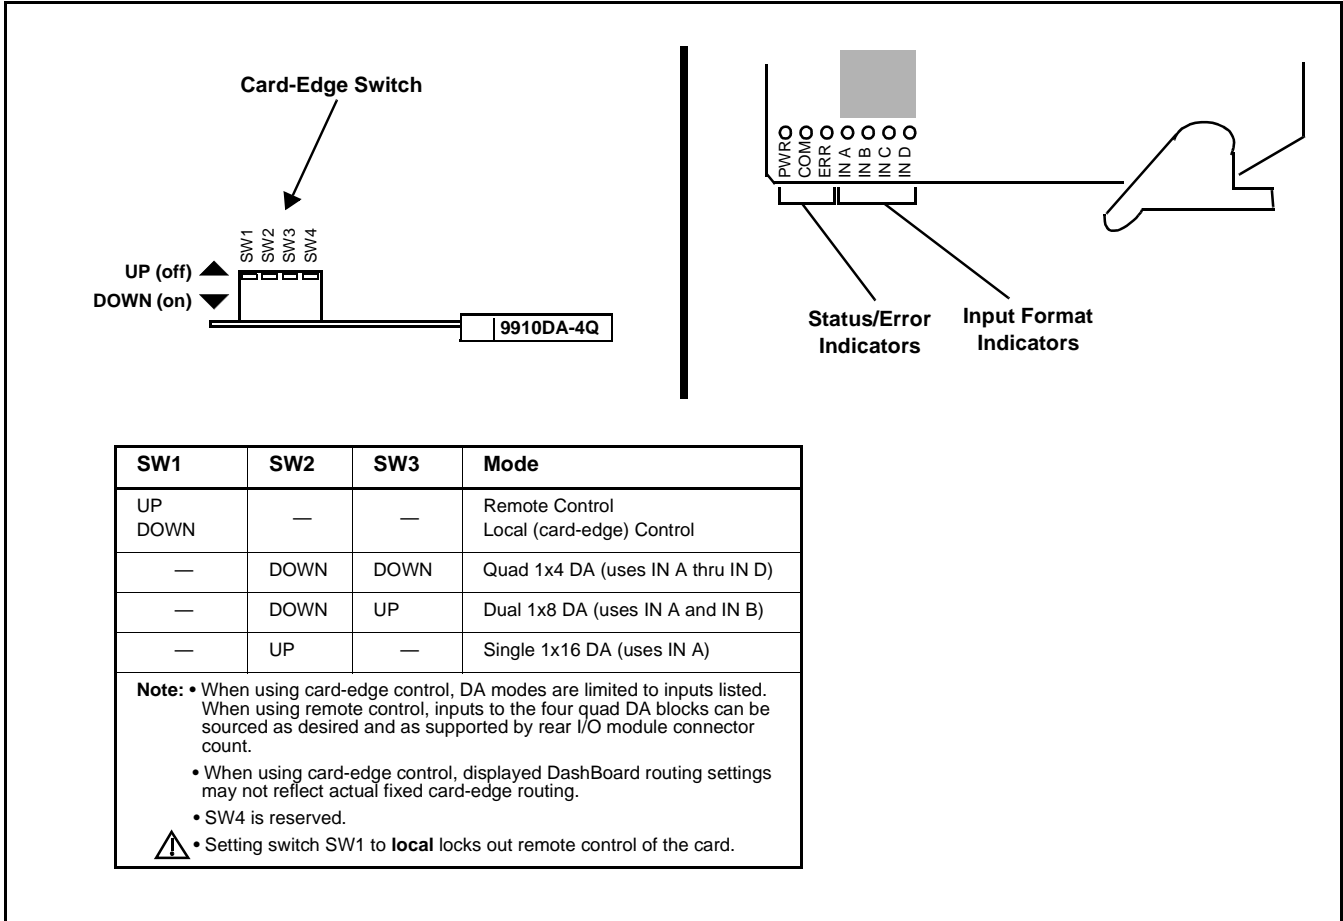 Card-Edge Switch
SW1
SW2
SW3
SW4
UP (off)
DOWN (on)
9910DA-4Q
PWR
COM
ERR
IN A
IN B
IN C
IN D
Status/Error
Indicators
Input Format
Indicators
SW1 SW2 SW3 Mode
UP — — Remote Control
DOWN Local (card-edge) Control
— DOWN DOWN Quad 1x4 DA (uses IN A thru IN D)
— DOWN UP Dual 1x8 DA (uses IN A and IN B)
— UP — Single 1x16 DA (uses IN A)
Note: • When using card-edge control, DA modes are limited to inputs listed.
When using remote control, inputs to the four quad DA blocks can be
sourced as desired and as supported by rear I/O module connector
count.
• When using card-edge control, displayed DashBoard routing settings
may not reflect actual fixed card-edge routing.
• SW4 is reserved.
• Setting switch SW1 to local locks out remote control of the card.